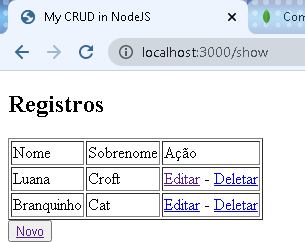 My CRUD in NodeJS
Com
localhost:3000/show
Registros
Nome Sobrenome Ação
Luana Croft Editar - Deletar
Branquinho Cat Editar - Deletar
Novo